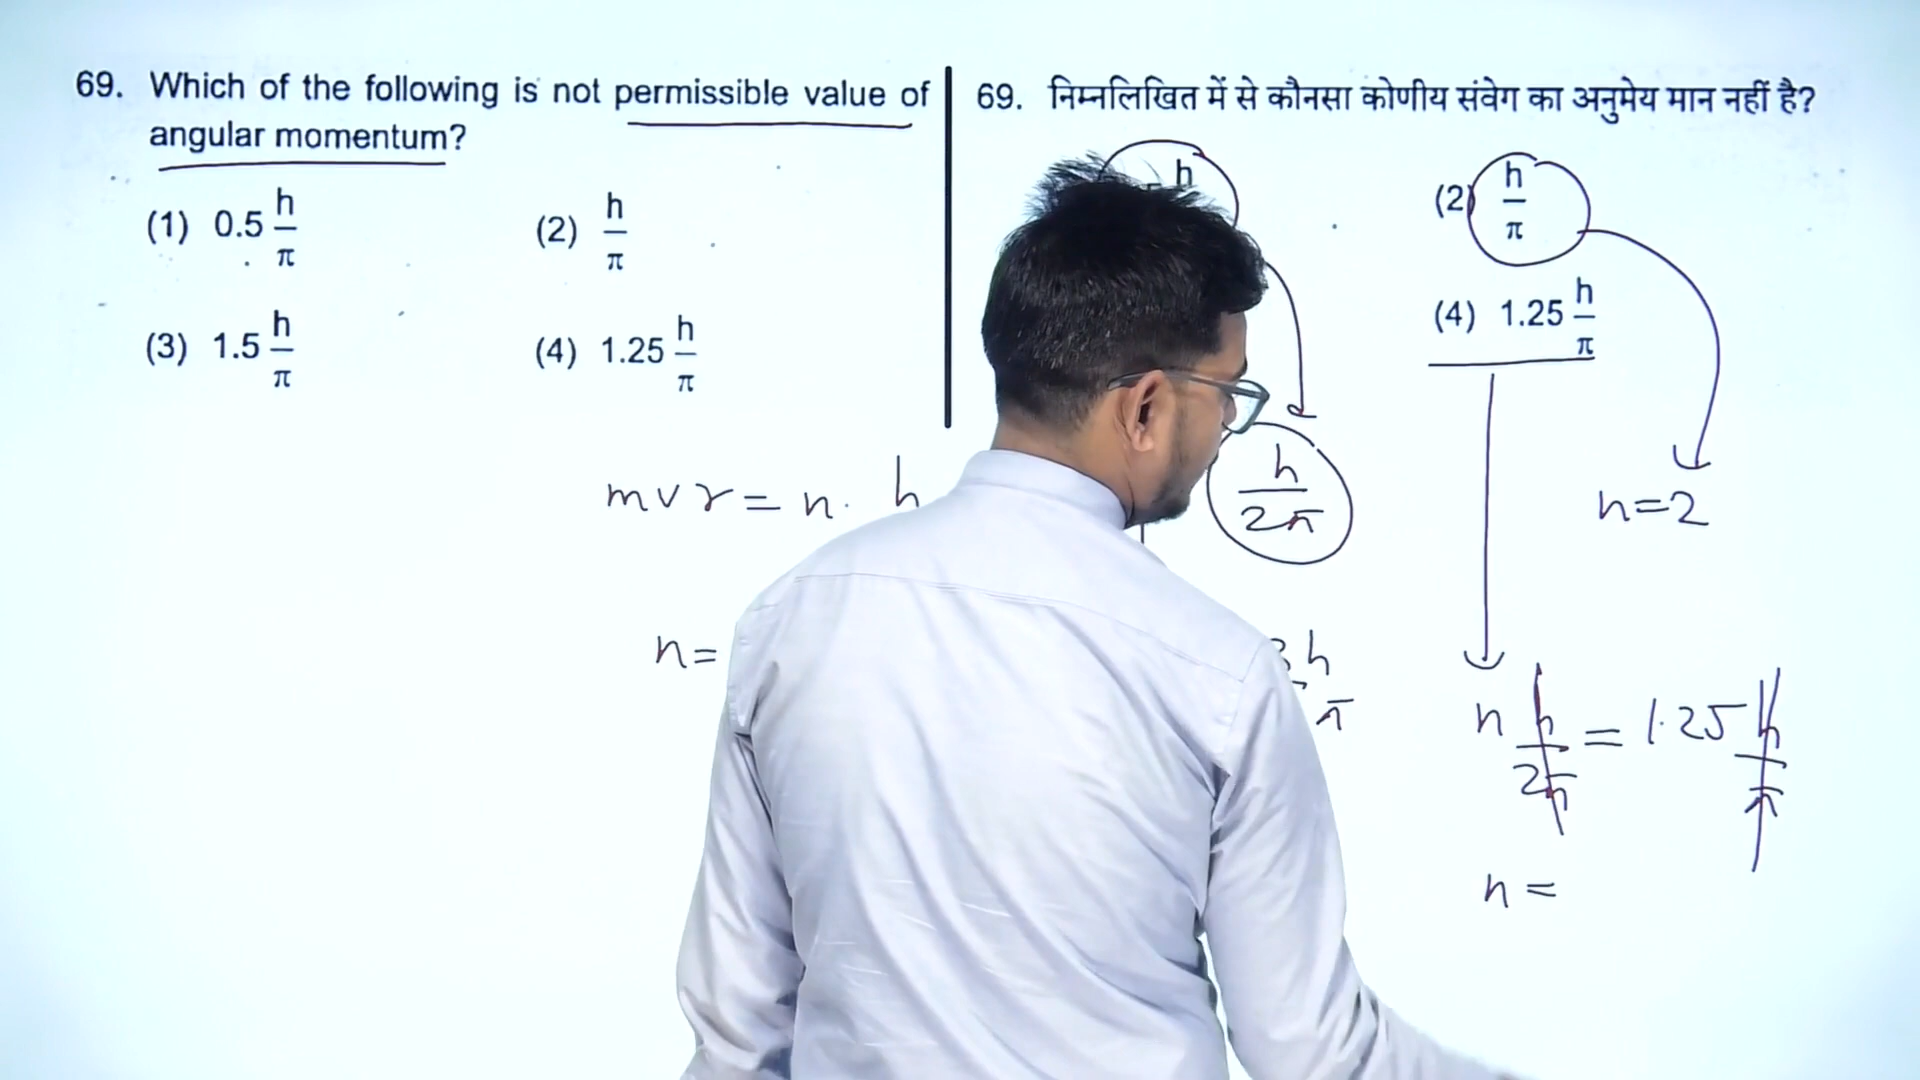 69. Which of the following is not permissible value of
angular momentum?
(1) 0.5 h/π
(2) h/π
(3) 1.5 h/π
(4) 1.25 h/π
69. निम्नलिखित में से कौनसा कोणीय संवेग का अनुमेय मान नहीं है?
h
(2) h/π
(4) 1.25 h/π
mvr = n. h
h/2π
n=2
n=
h
π
n h/2π = 1.25 h/π
n =